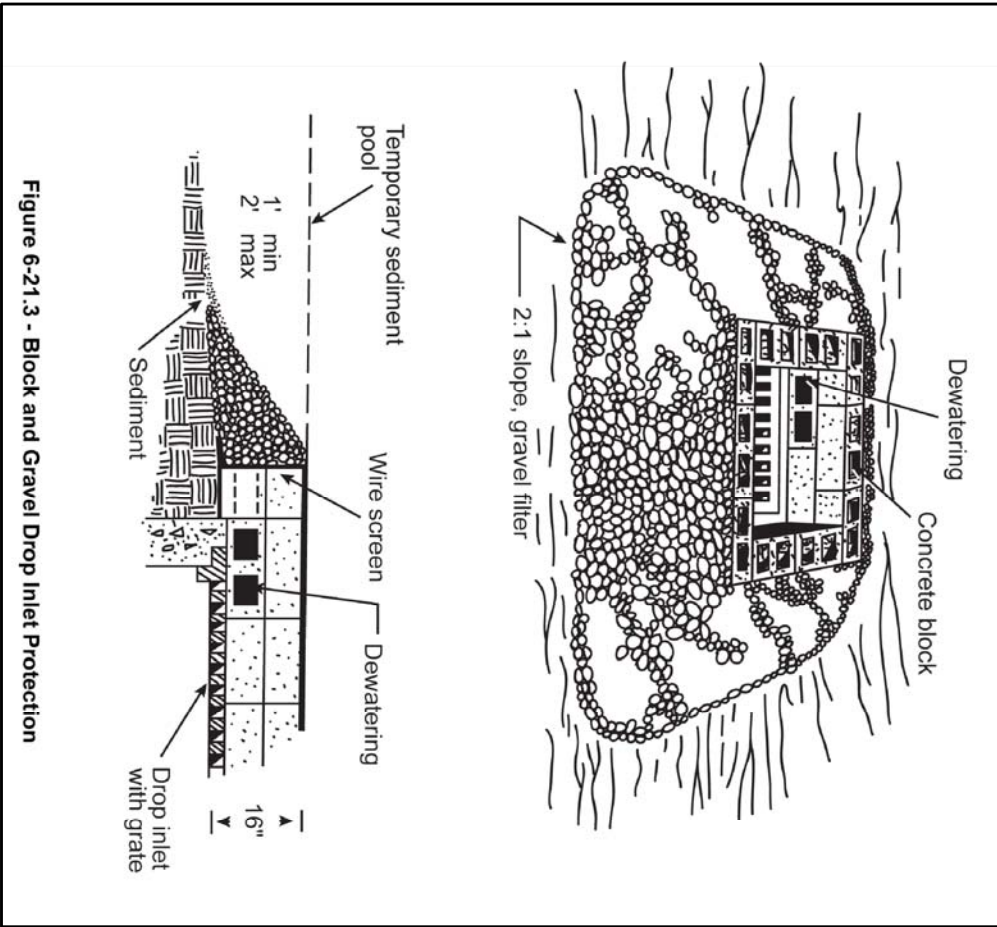 Dewatering
Concrete block
2:1 slope, gravel filter
Temporary sediment
pool
1' min
2' max
Wire screen
Dewatering
16"
Sediment
Drop inlet
with grate
Figure 6-21.3 - Block and Gravel Drop Inlet Protection